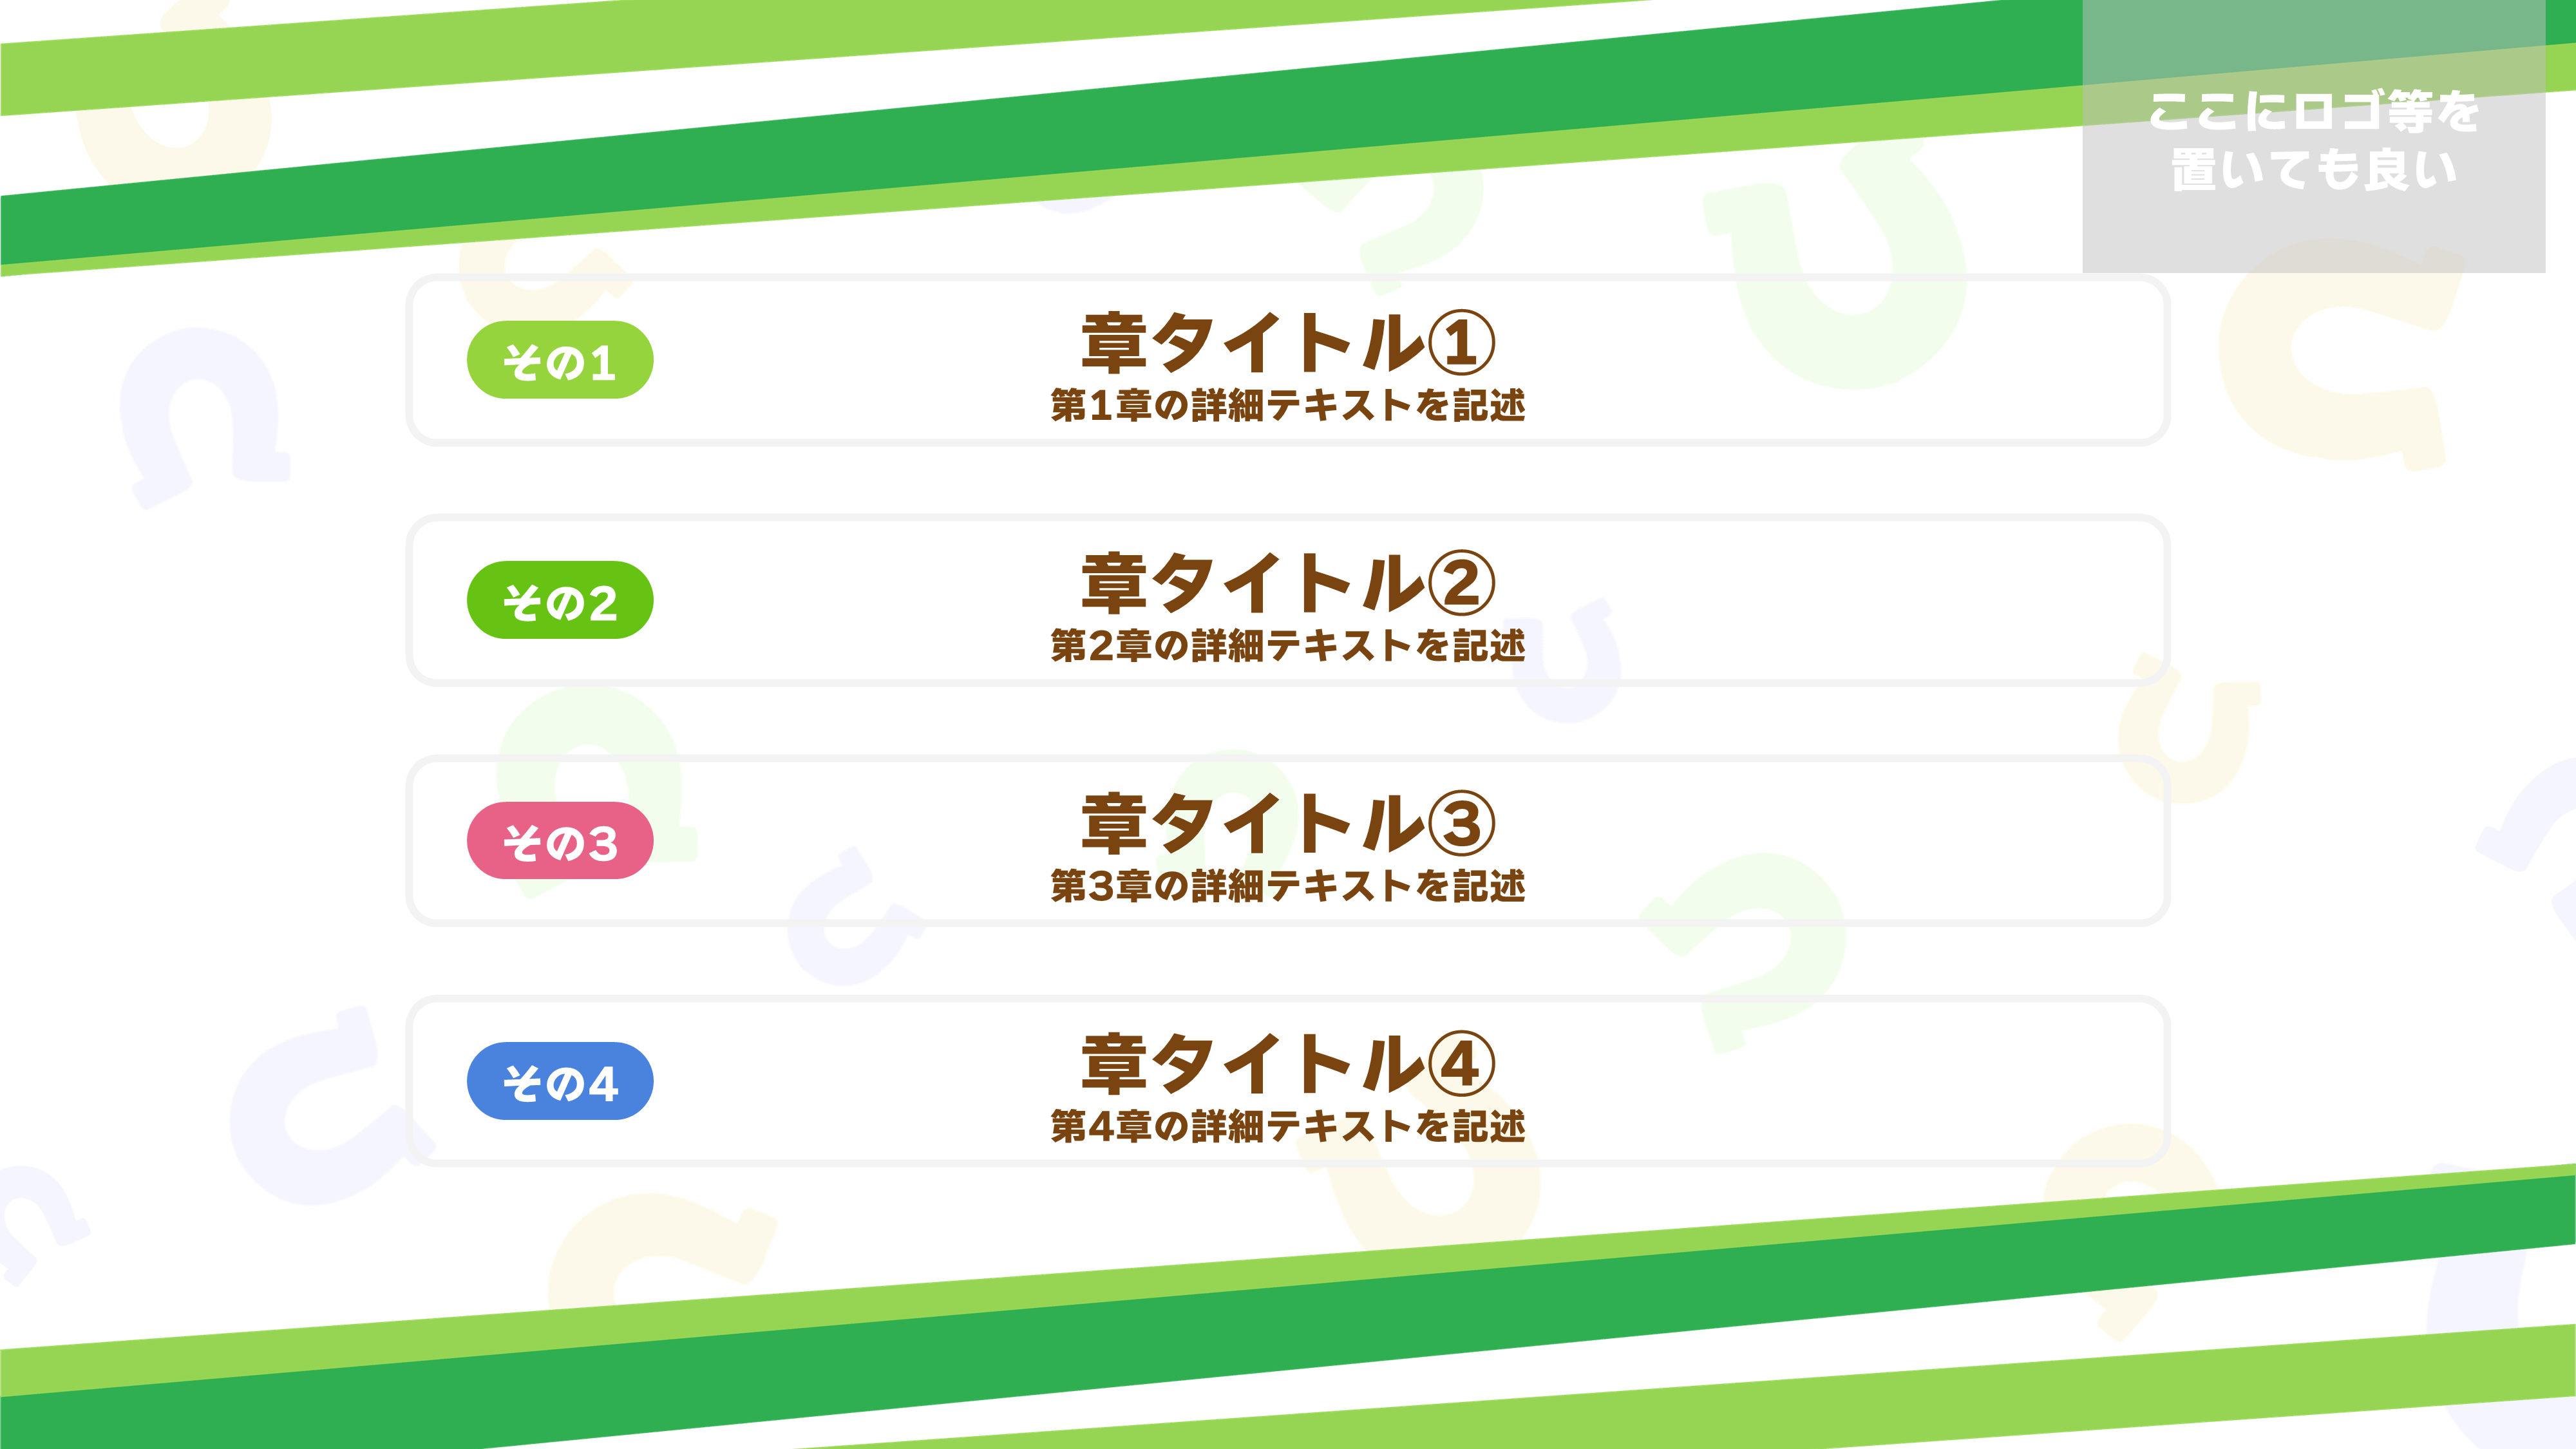 ここにロゴ等を
置いても良い
その1
章タイトル①
第1章の詳細テキストを記述
その2
章タイトル②
第2章の詳細テキストを記述
その3
章タイトル③
第3章の詳細テキストを記述
その4
章タイトル④
第4章の詳細テキストを記述